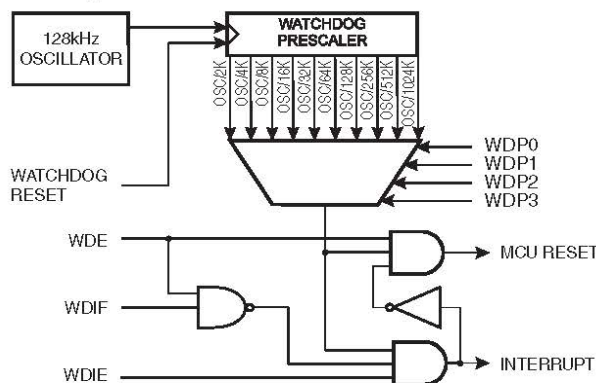 128kHz
OSCILLATOR
WATCHDOG
PRESCALER
OSC/2K
OSC/4K
OSC/8K
OSC/16K
OSC/32K
OSC/64K
OSC/128K
OSC/256K
OSC/512K
OSC/1024K
WATCHDOG
RESET
WDP0
WDP1
WDP2
WDP3
WDE
MCU RESET
WDIF
WDIE
INTERRUPT